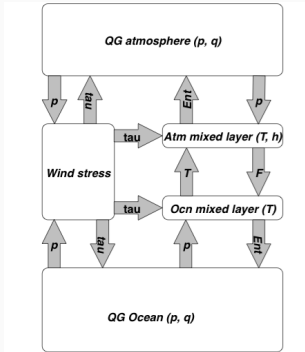 QG atmosphere (p, q)
p
tau
Ent
p
tau
Atm mixed layer (T, h)
Wind stress
T
F
tau
Ocn mixed layer (T)
p
tau
p
Ent
QG Ocean (p, q)